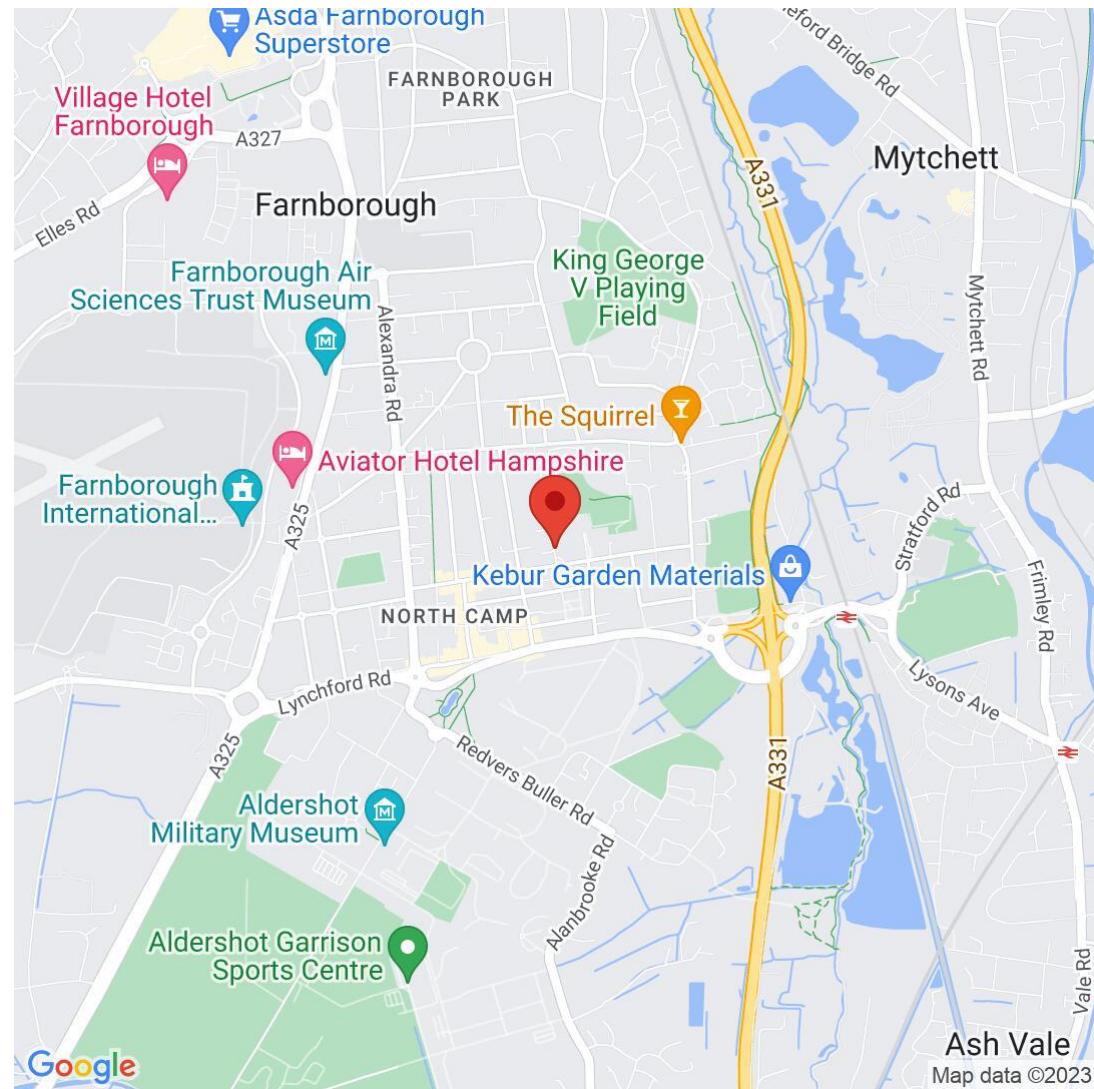 Asda Farnborough
Superstore
FARNBOROUGH
PARK
eford Bridge Rd
Village Hotel
Farnborough
A327
A331
Mytchett
Elles Rd
Farnborough
King George
V Playing
Field
Farnborough Air
Sciences Trust Museum
Mytchett Rd
Alexandra Rd
The Squirrel
Aviator Hotel Hampshire
Farnborough
International...
A325
Stratford Rd
Kebur Garden Materials
NORTH CAMP
Frimley Rd
Lynchford Rd
Lysons Ave
A325
Redvers Buller Rd
A331
Aldershot
Military Museum
Alanbrooke Rd
Aldershot Garrison
Sports Centre
Vale Rd
Ash Vale
Google
Map data ©2023